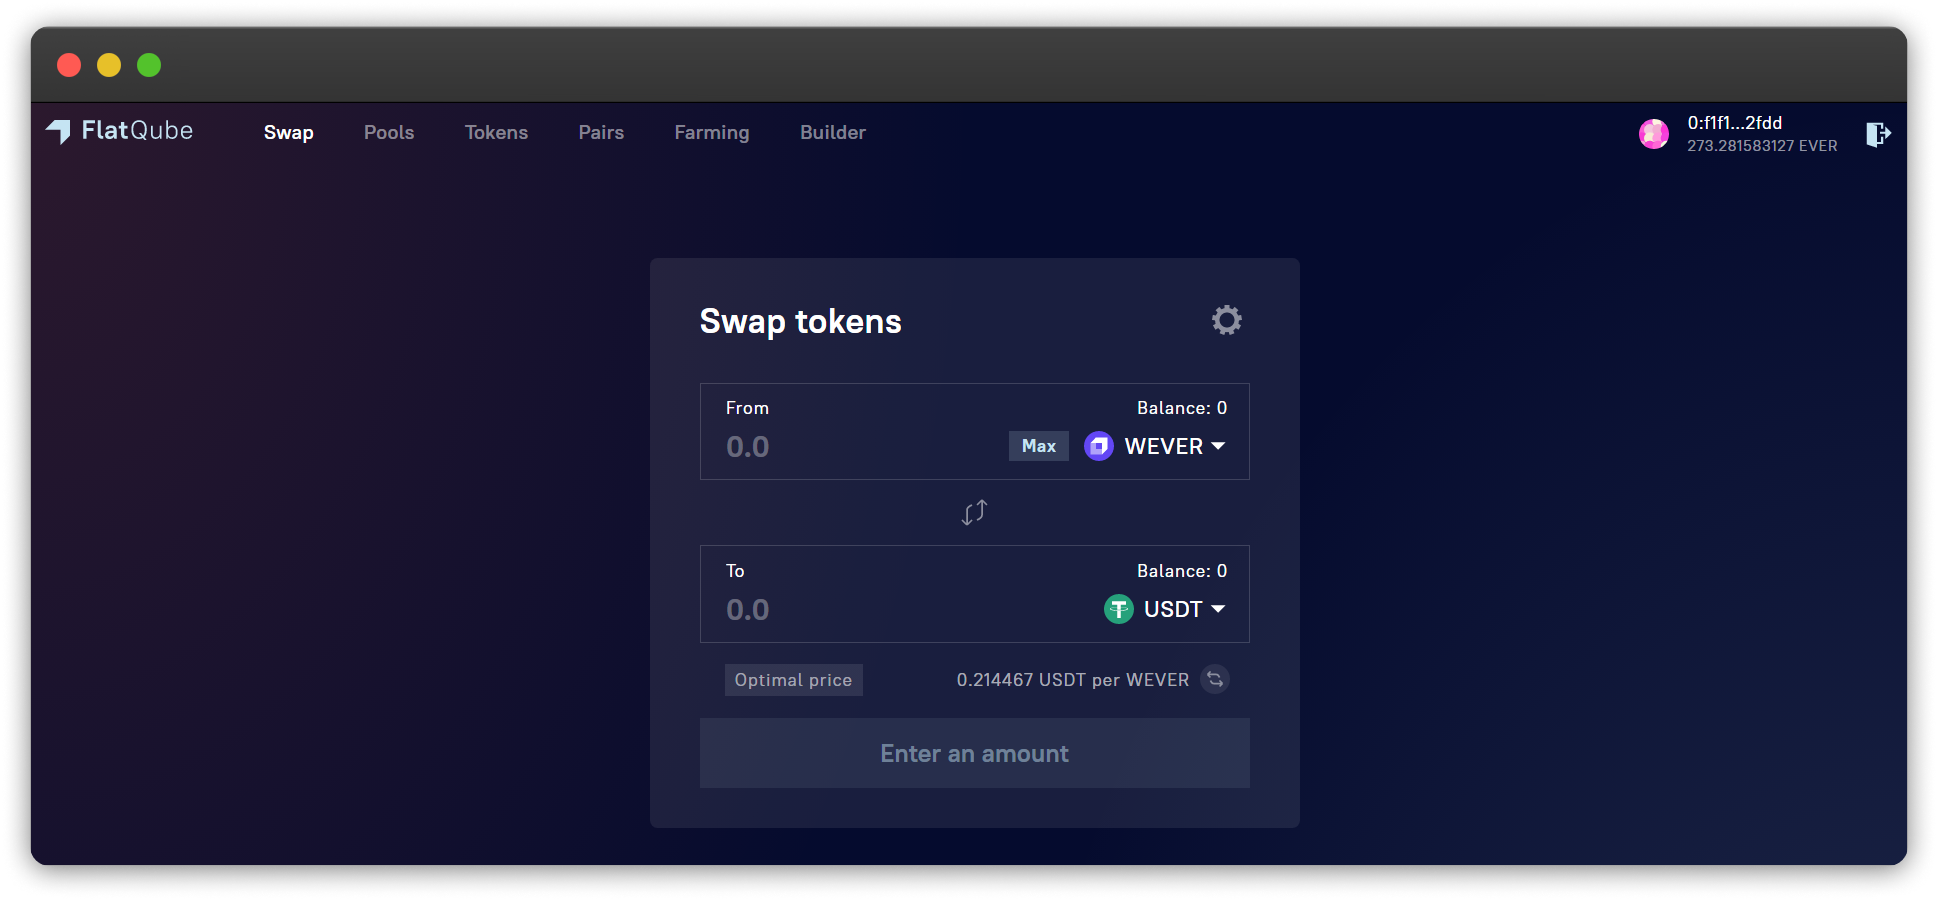 FlatQube
Swap Pools Tokens Pairs Farming Builder
0:f1f1...2fdd
273.281583127 EVER
Swap tokens
From Balance: 0
0.0 Max WEVER
To Balance: 0
0.0 USDT
Optimal price 0.214467 USDT per WEVER
Enter an amount